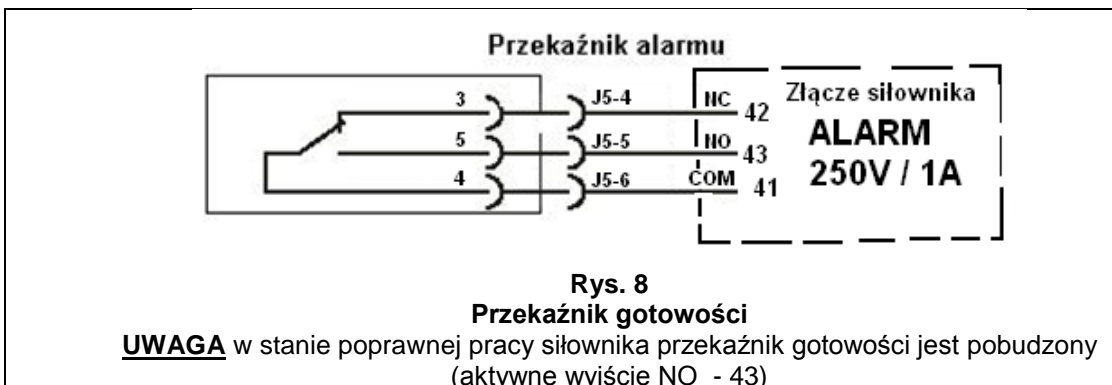 Przekaźnik alarmu
3 J5-4 NC 42 Złącze siłownika
5 J5-5 NO 43 ALARM
4 J5-6 COM 41 250V / 1A
Rys. 8
Przekaźnik gotowości
UWAGA w stanie poprawnej pracy siłownika przekaźnik gotowości jest pobudzony
(aktywne wyjście NO - 43)